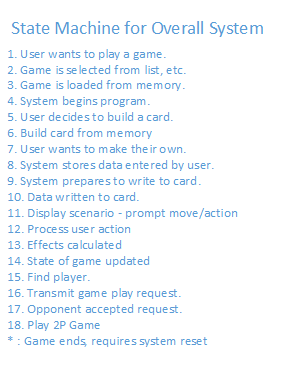 State Machine for Overall System
1. User wants to play a game.
2. Game is selected from list, etc.
3. Game is loaded from memory.
4. System begins program.
5. User decides to build a card.
6. Build card from memory
7. User wants to make their own.
8. System stores data entered by user.
9. System prepares to write to card.
10. Data written to card.
11. Display scenario - prompt move/action
12. Process user action
13. Effects calculated
14. State of game updated
15. Find player.
16. Transmit game play request.
17. Opponent accepted request.
18. Play 2P Game
* : Game ends, requires system reset